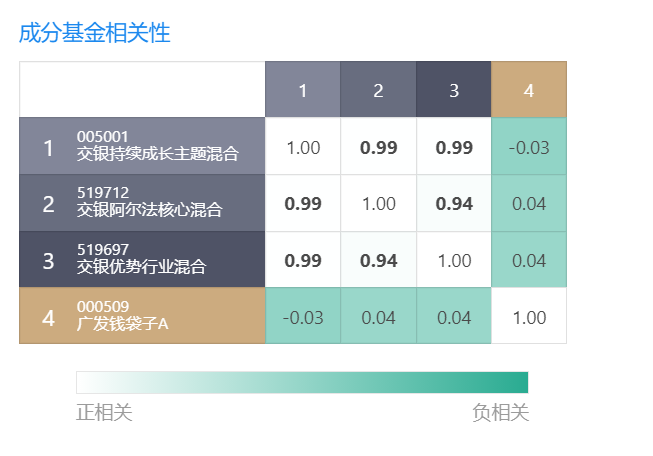 成分基金相关性
1 2 3 4
1 005001 交银持续成长主题混合 1.00 0.99 0.99 -0.03
2 519712 交银阿尔法核心混合 0.99 1.00 0.94 0.04
3 519697 交银优势行业混合 0.99 0.94 1.00 0.04
4 000509 广发钱袋子A -0.03 0.04 0.04 1.00
正相关 负相关